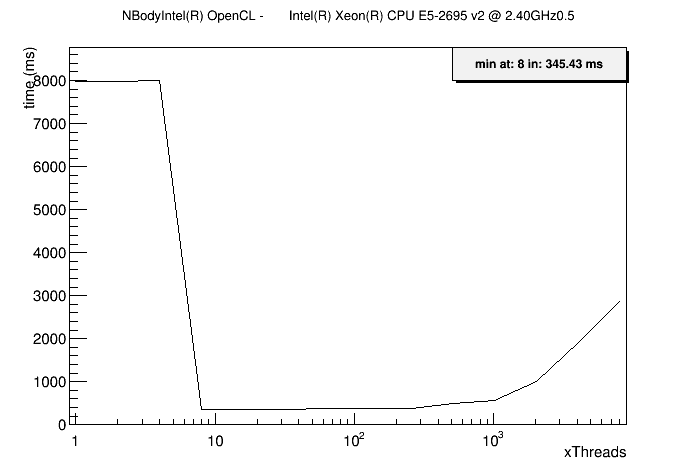 NBodyIntel(R) OpenCL - Intel(R) Xeon(R) CPU E5-2695 v2 @ 2.40GHz0.5
min at: 8 in: 345.43 ms
time (ms)
8000
7000
6000
5000
4000
3000
2000
1000
0
1 10 10² 10³
xThreads